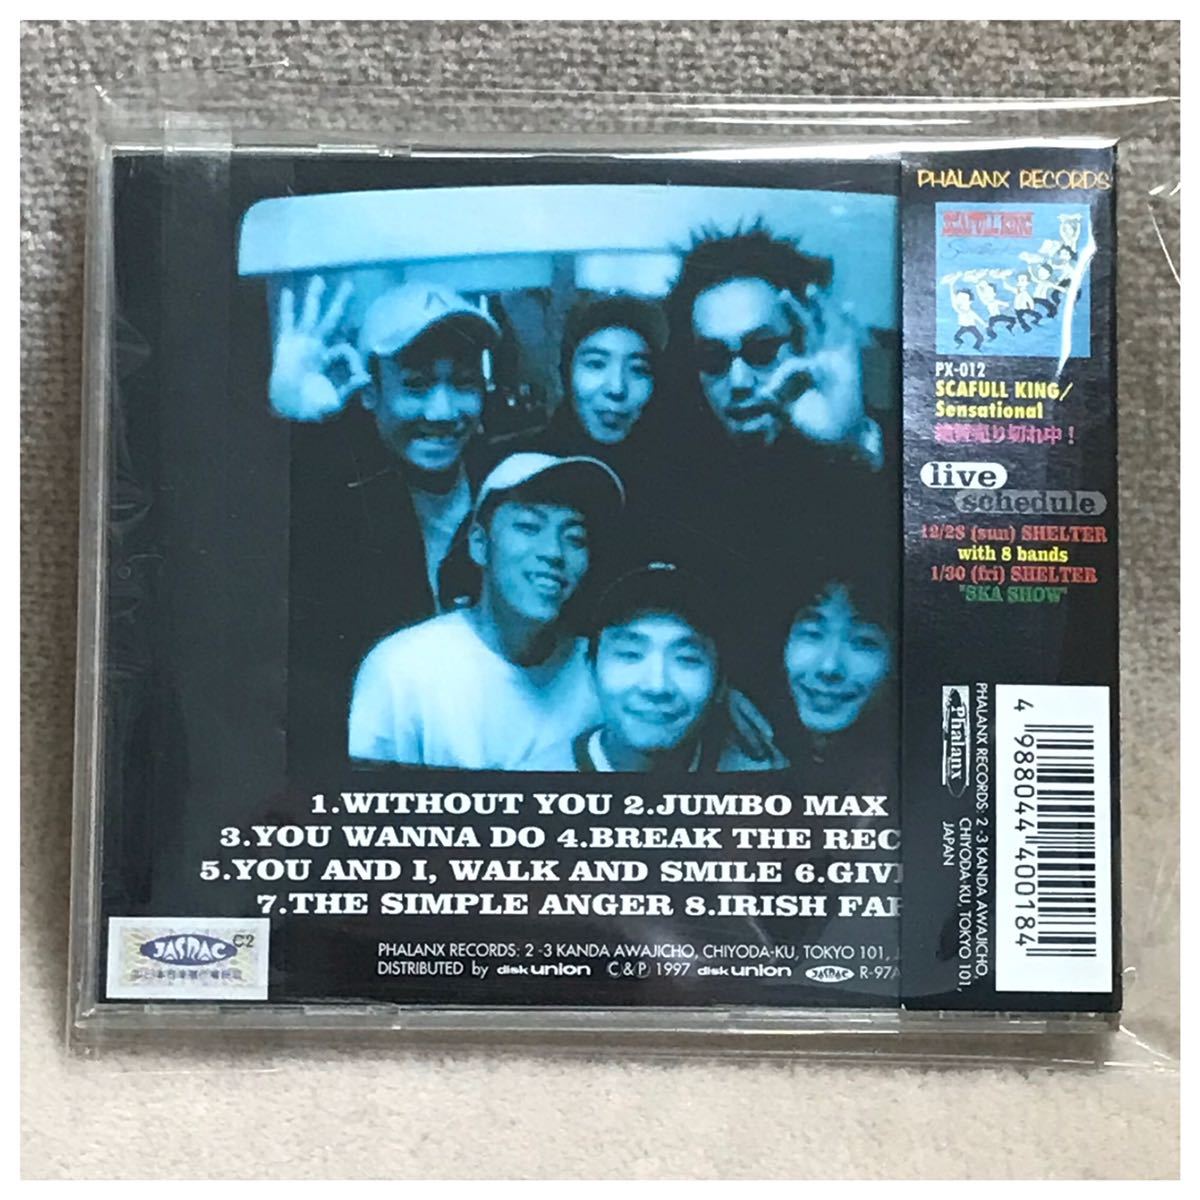 1.WITHOUT YOU 2.JUMBO MAX
3.YOU WANNA DO 4.BREAK THE REC
5.YOU AND I, WALK AND SMILE 6.GIV
7.THE SIMPLE ANGER 8.IRISH FA
JASRAC C2
PHALANX RECORDS: 2 -3 KANDA AWAJICHO, CHIYODA-KU, TOKYO 101,
DISTRIBUTED by disk union Ⓒ&Ⓟ 1997 disk union JASRAC R-97
PHALANX RECORDS
SCAFULL KING
PX-012
SCAFULL KING/
Sensational
絶賛売り切れ中！
live
schedule
12/28 (sun) SHELTER
with 8 bands
1/30 (fri) SHELTER
"SKA SHOW"
Phalanx
PHALANX RECORDS: 2 -3 KANDA AWAJICHO,
CHIYODA-KU, TOKYO 101,
JAPAN
4 988044 400184